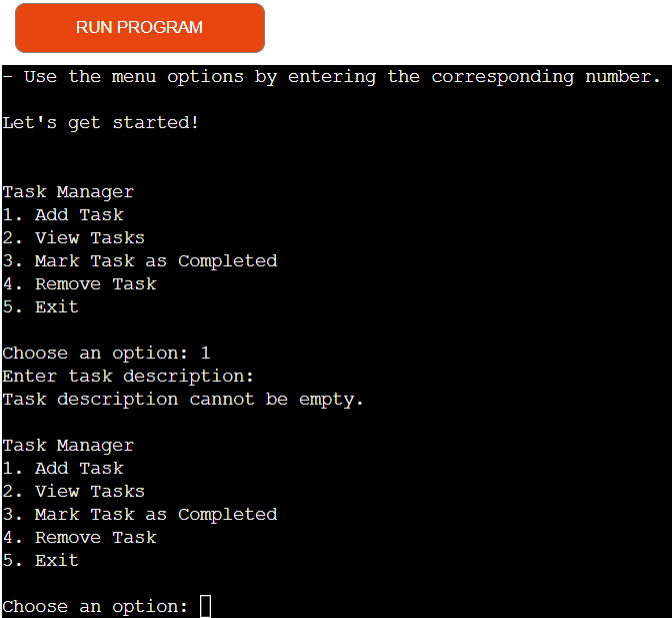 RUN PROGRAM
- Use the menu options by entering the corresponding number.
Let's get started!
Task Manager
1. Add Task
2. View Tasks
3. Mark Task as Completed
4. Remove Task
5. Exit
Choose an option: 1
Enter task description:
Task description cannot be empty.
Task Manager
1. Add Task
2. View Tasks
3. Mark Task as Completed
4. Remove Task
5. Exit
Choose an option: